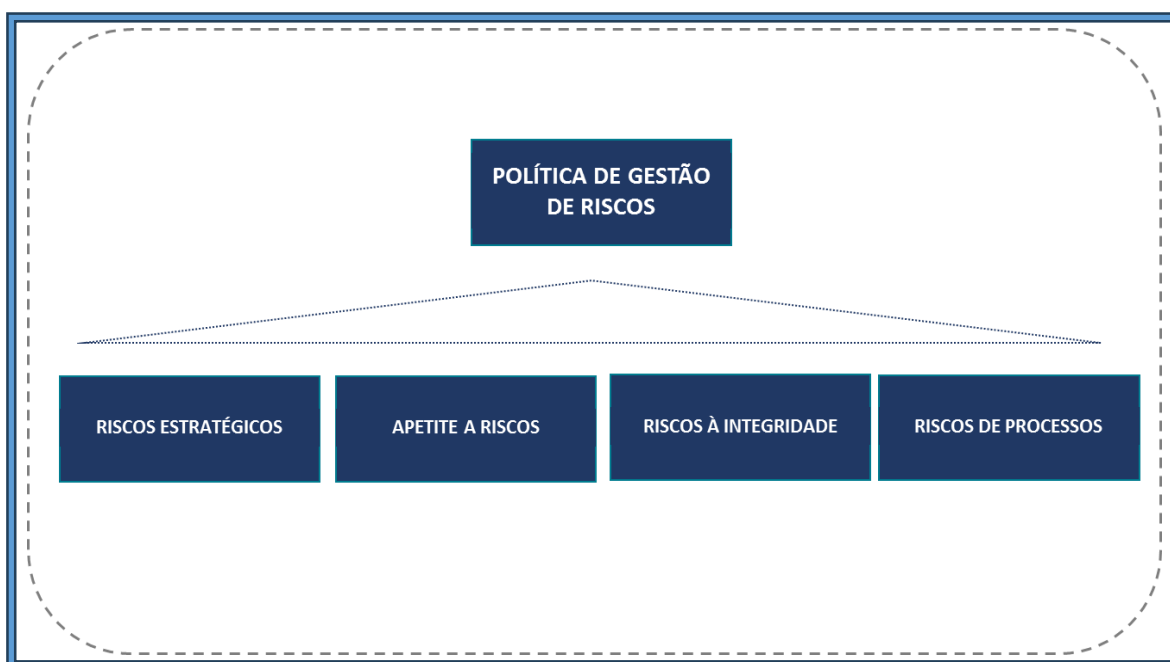 POLÍTICA DE GESTÃO
DE RISCOS
RISCOS ESTRATÉGICOS
APETITE A RISCOS
RISCOS À INTEGRIDADE
RISCOS DE PROCESSOS